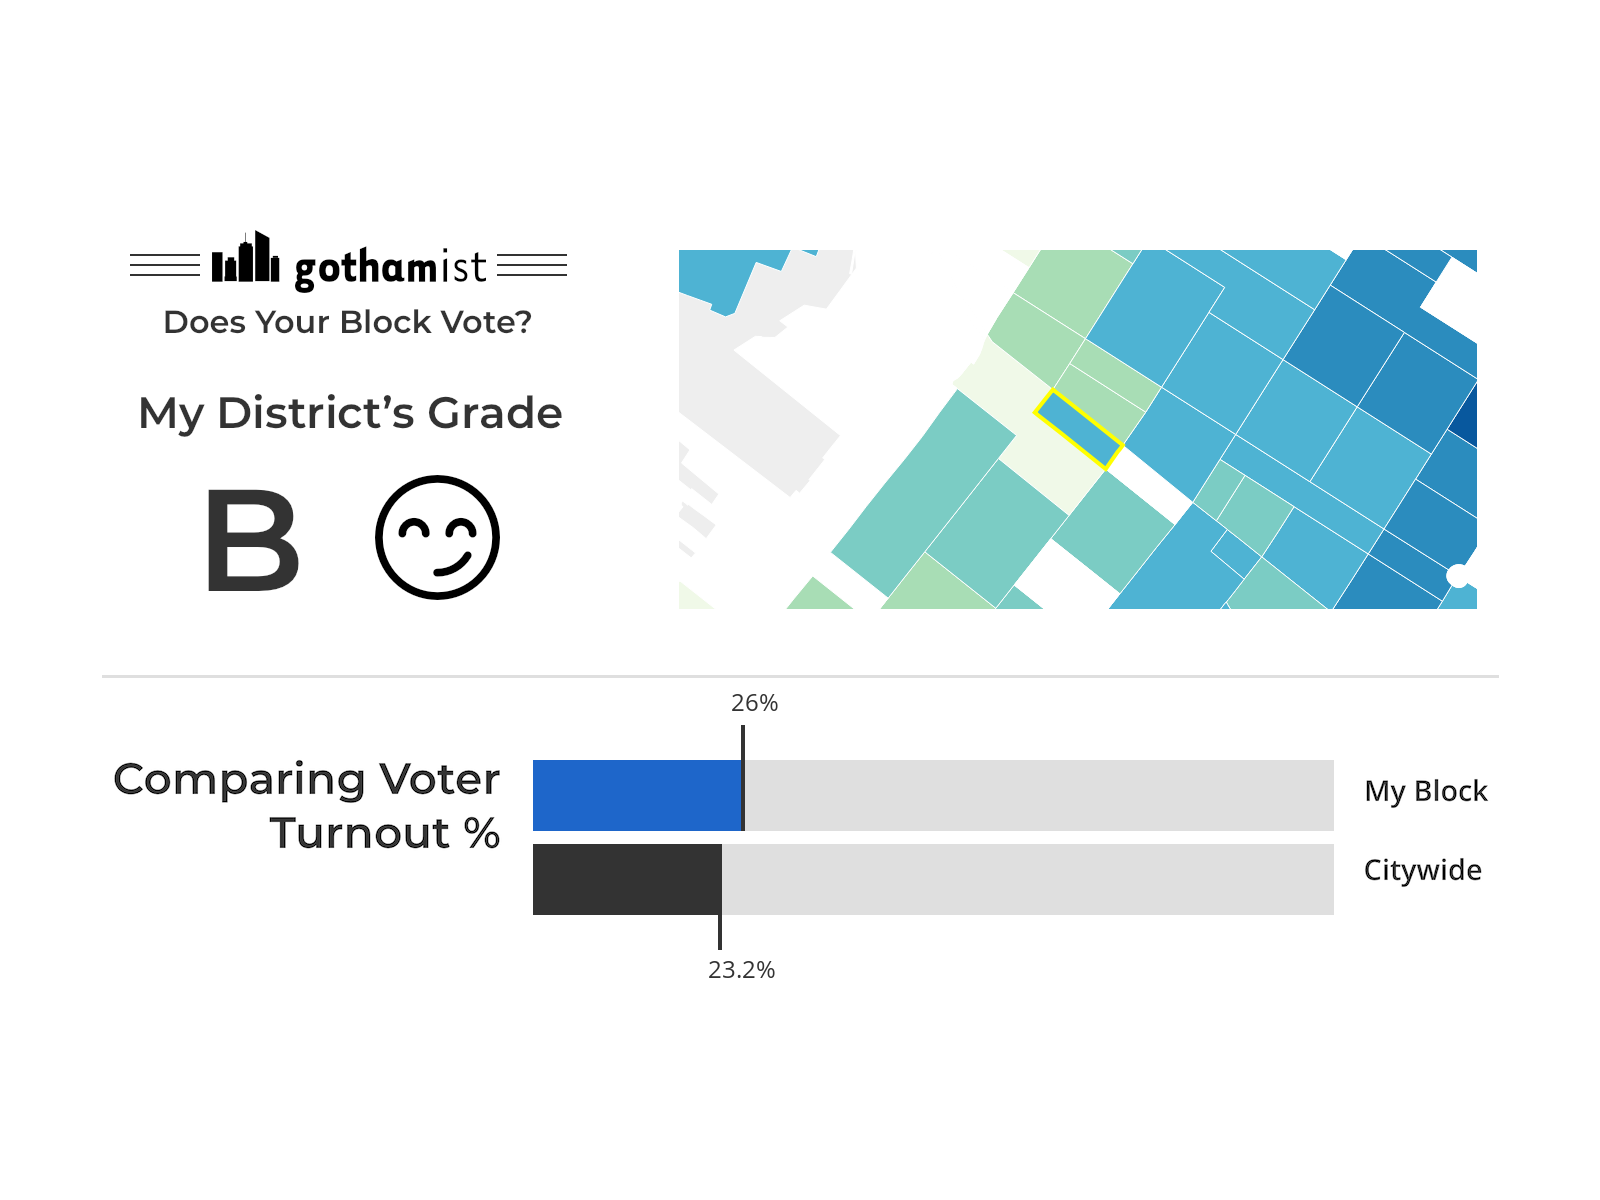 gothamist
Does Your Block Vote?
My District’s Grade
B
26%
Comparing Voter
Turnout %
My Block
Citywide
23.2%